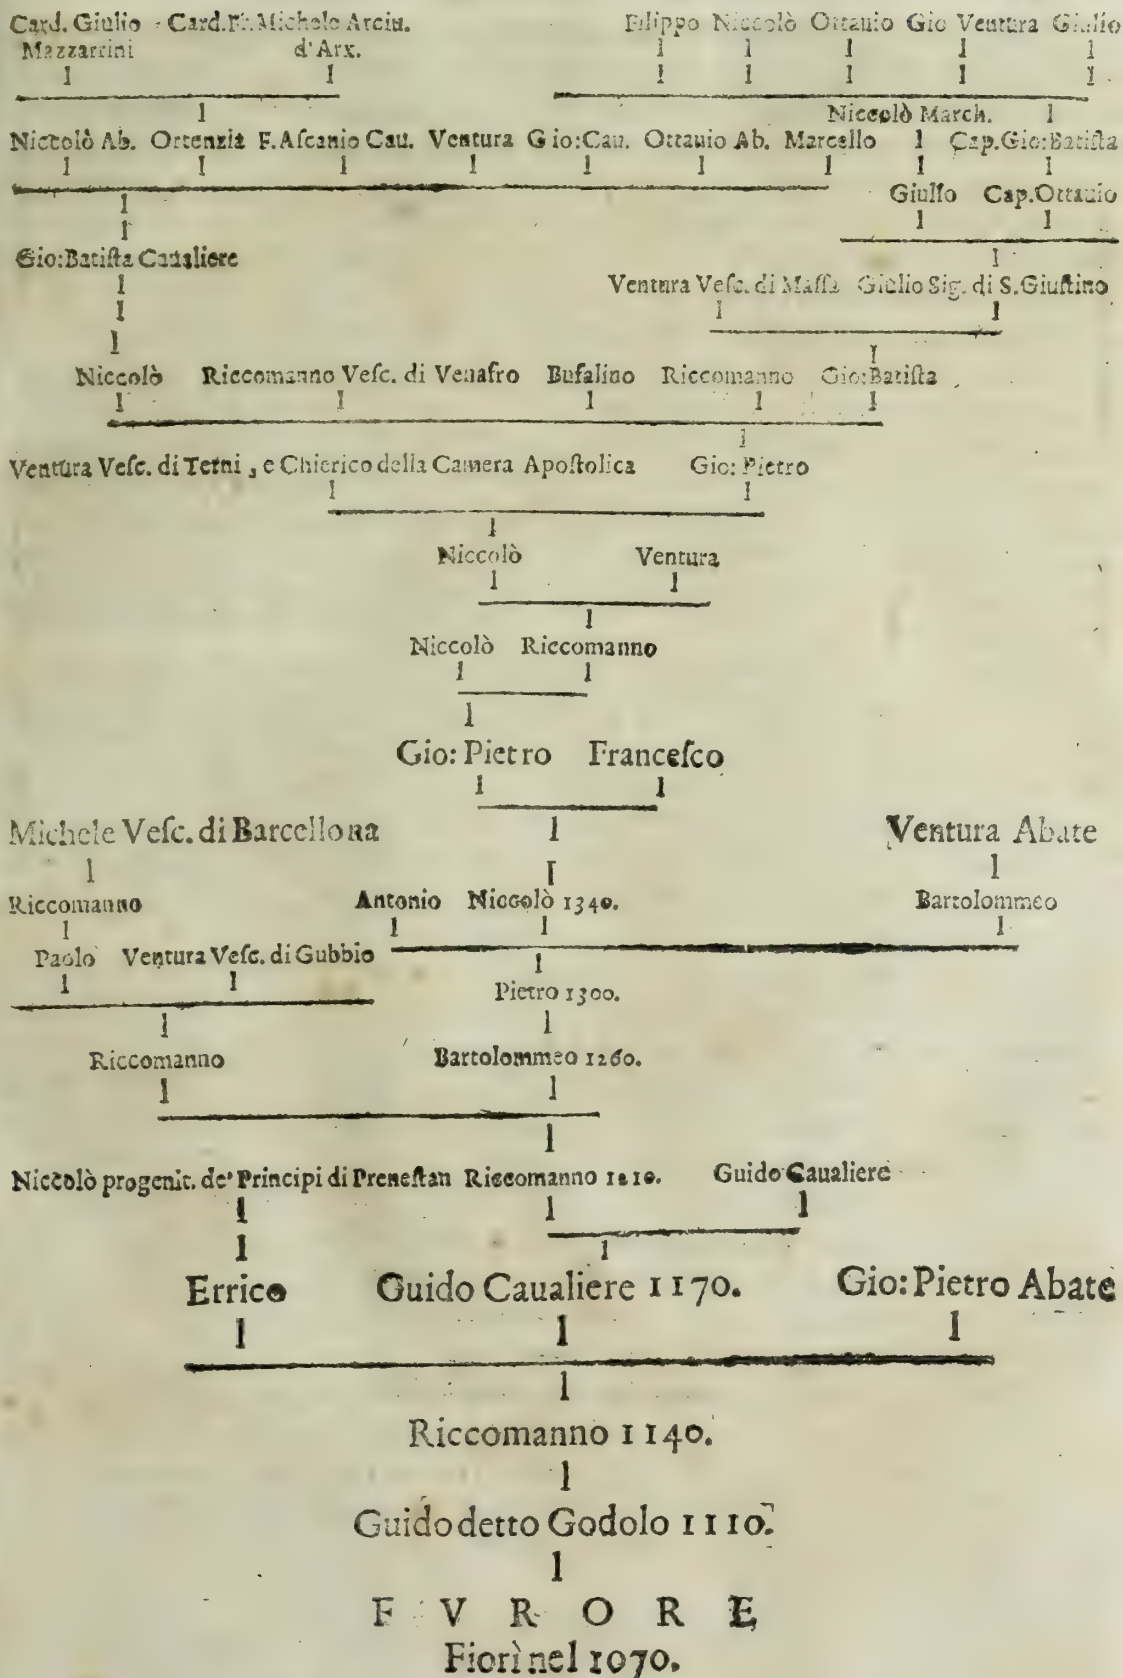 Card. Giulio Card. Fr. Michele Arciu. Filippo Niccolò Ottauio Gio Ventura Giulio
Mazzarrini d'Arx.
Niccolò March.
Niccolò Ab. Ortenzia F. Aſcanio Cau. Ventura Gio: Cau. Ottauio Ab. Marcello Cap. Gio: Batiſta
Giulio Cap. Ottauio
Gio: Batiſta Caualiere
Ventura Veſc. di Maſſa Giulio Sig. di S. Giuſtino
Niccolò Riccomanno Veſc. di Venafro Bufalino Riccomanno Gio: Batiſta
Ventura Veſc. di Terni, e Chierico della Camera Apoſtolica Gio: Pietro
Niccolò Ventura
Niccolò Riccomanno
Gio: Pietro Franceſco
Michele Veſc. di Barcellona Ventura Abate
Riccomanno Antonio Niccolò 1340. Bartolommeo
Paolo Ventura Veſc. di Gubbio
Pietro 1300.
Riccomanno Bartolommeo 1260.
Niccolò progenit. de' Principi di Preneſtan Riccomanno 1210. Guido Caualiere
Errico Guido Caualiere 1170. Gio: Pietro Abate
Riccomanno 1140.
Guido detto Godolo 1110.
FVRORE
Fiorì nel 1070.